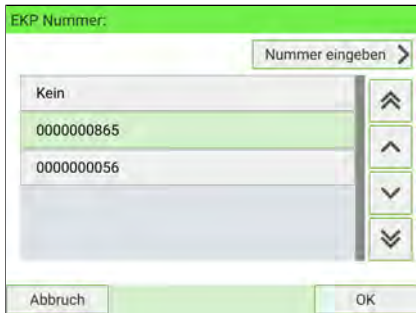 EKP Nummer:
Nummer eingeben
Kein
0000000865
0000000056
Abbruch
OK